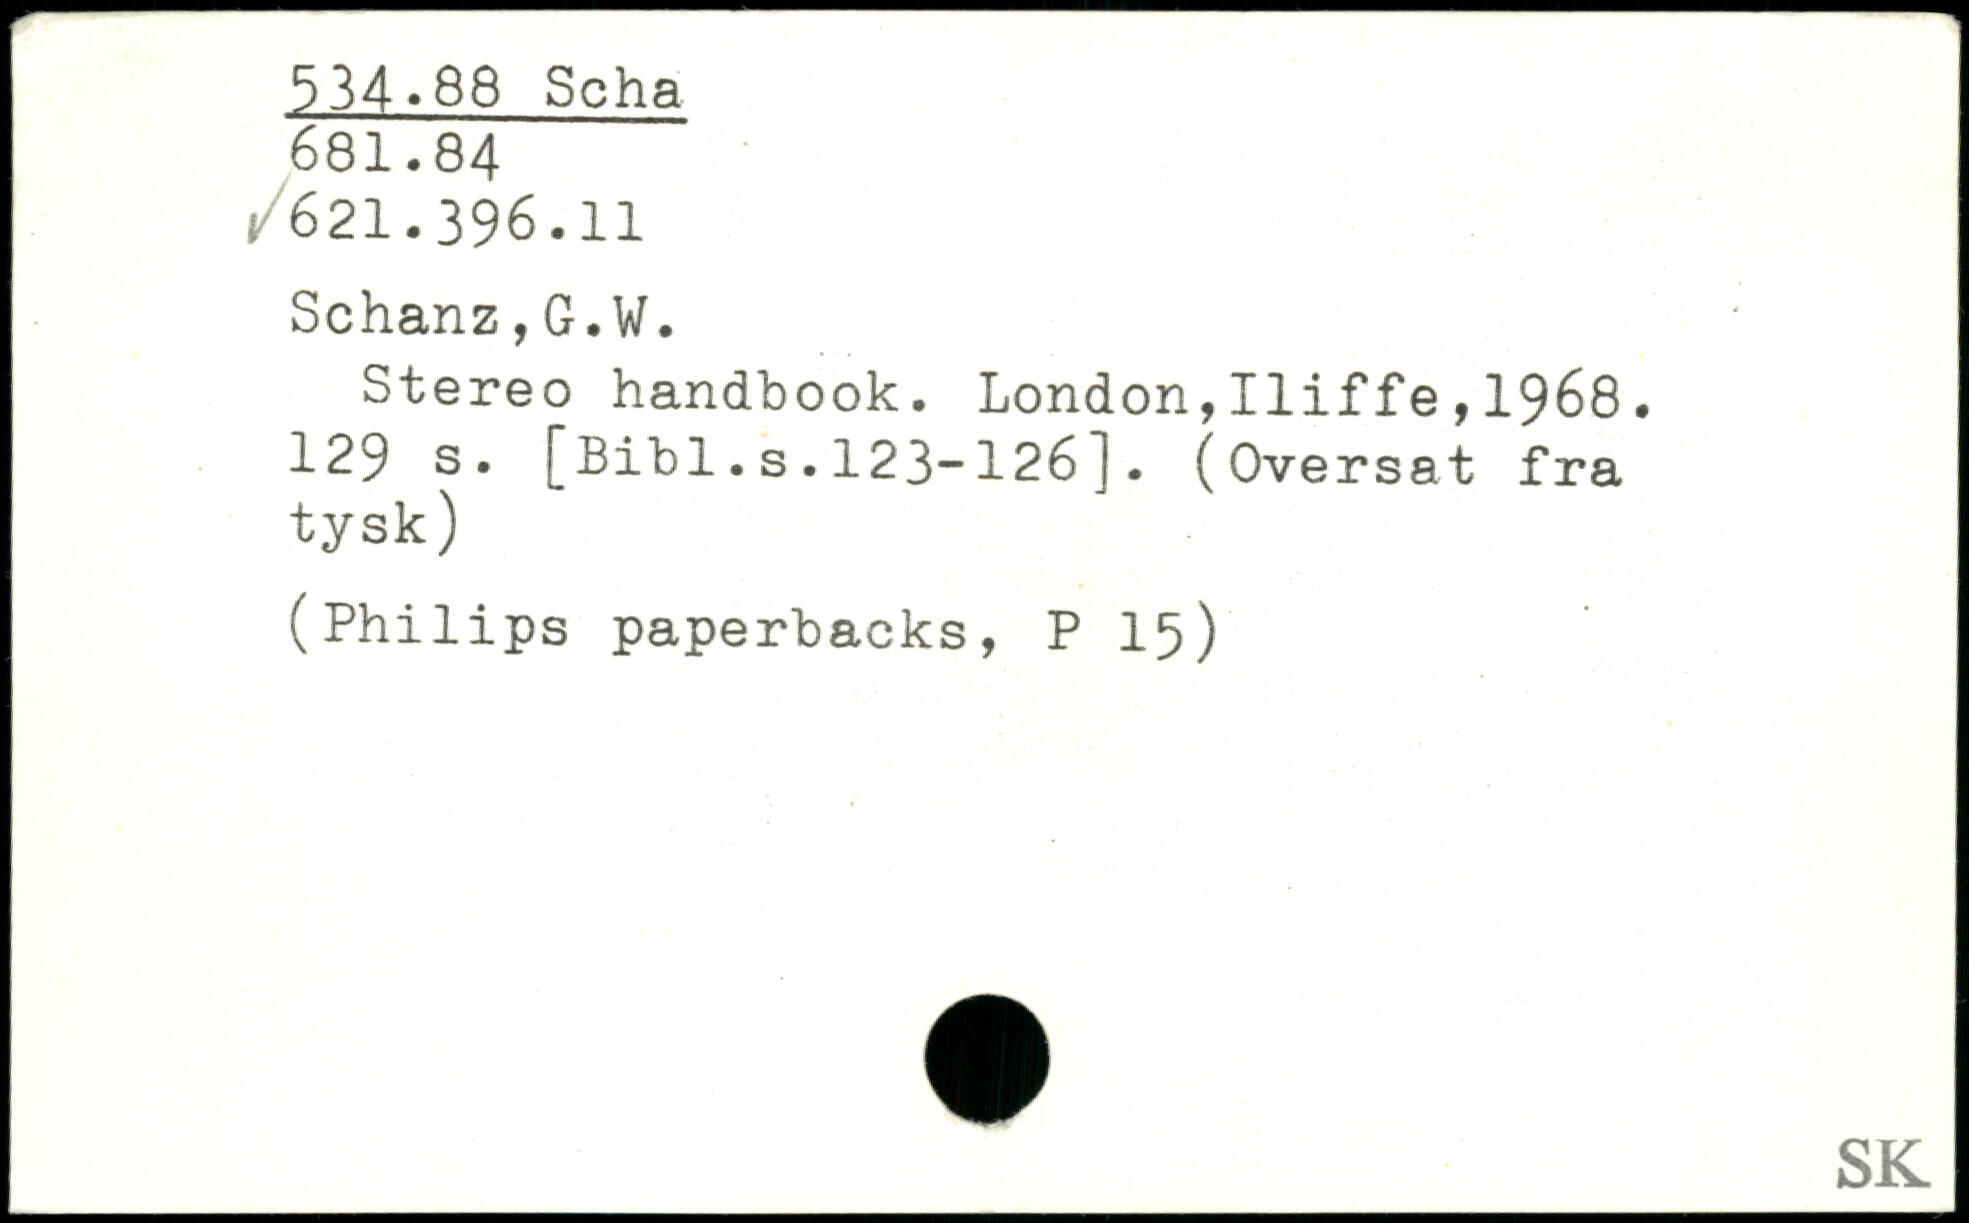 534.88 Scha
681.84
✓621.396.11
Schanz,G.W.
Stereo handbook. London,Iliffe,1968.
129 s. [Bibl.s.123-126]. (Oversat fra
tysk)
(Philips paperbacks, P 15)
SK